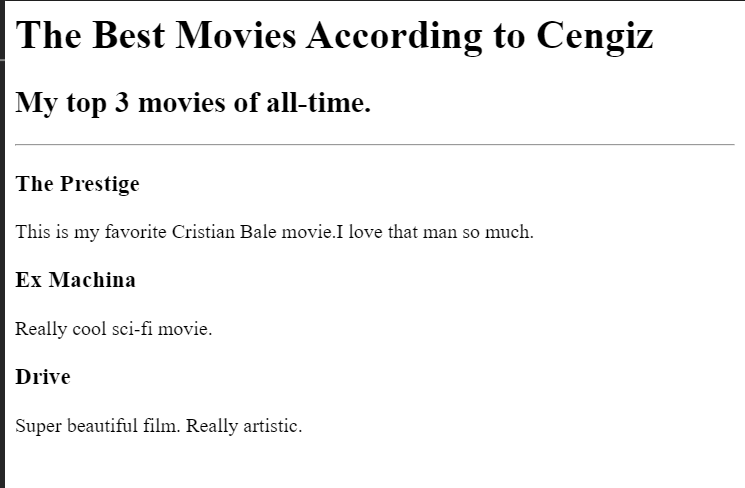 The Best Movies According to Cengiz
My top 3 movies of all-time.
The Prestige
This is my favorite Cristian Bale movie.I love that man so much.
Ex Machina
Really cool sci-fi movie.
Drive
Super beautiful film. Really artistic.